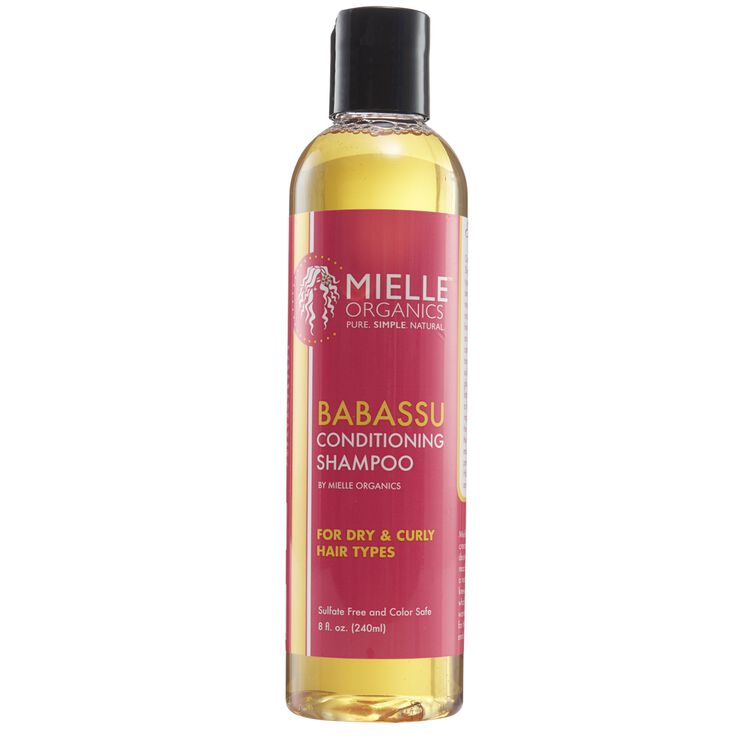 MIELLE™
ORGANICS
PURE. SIMPLE. NATURAL.
BABASSU
CONDITIONING
SHAMPOO
BY MIELLE ORGANICS
FOR DRY & CURLY
HAIR TYPES
Sulfate Free and Color Safe
8 fl. oz. (240ml)